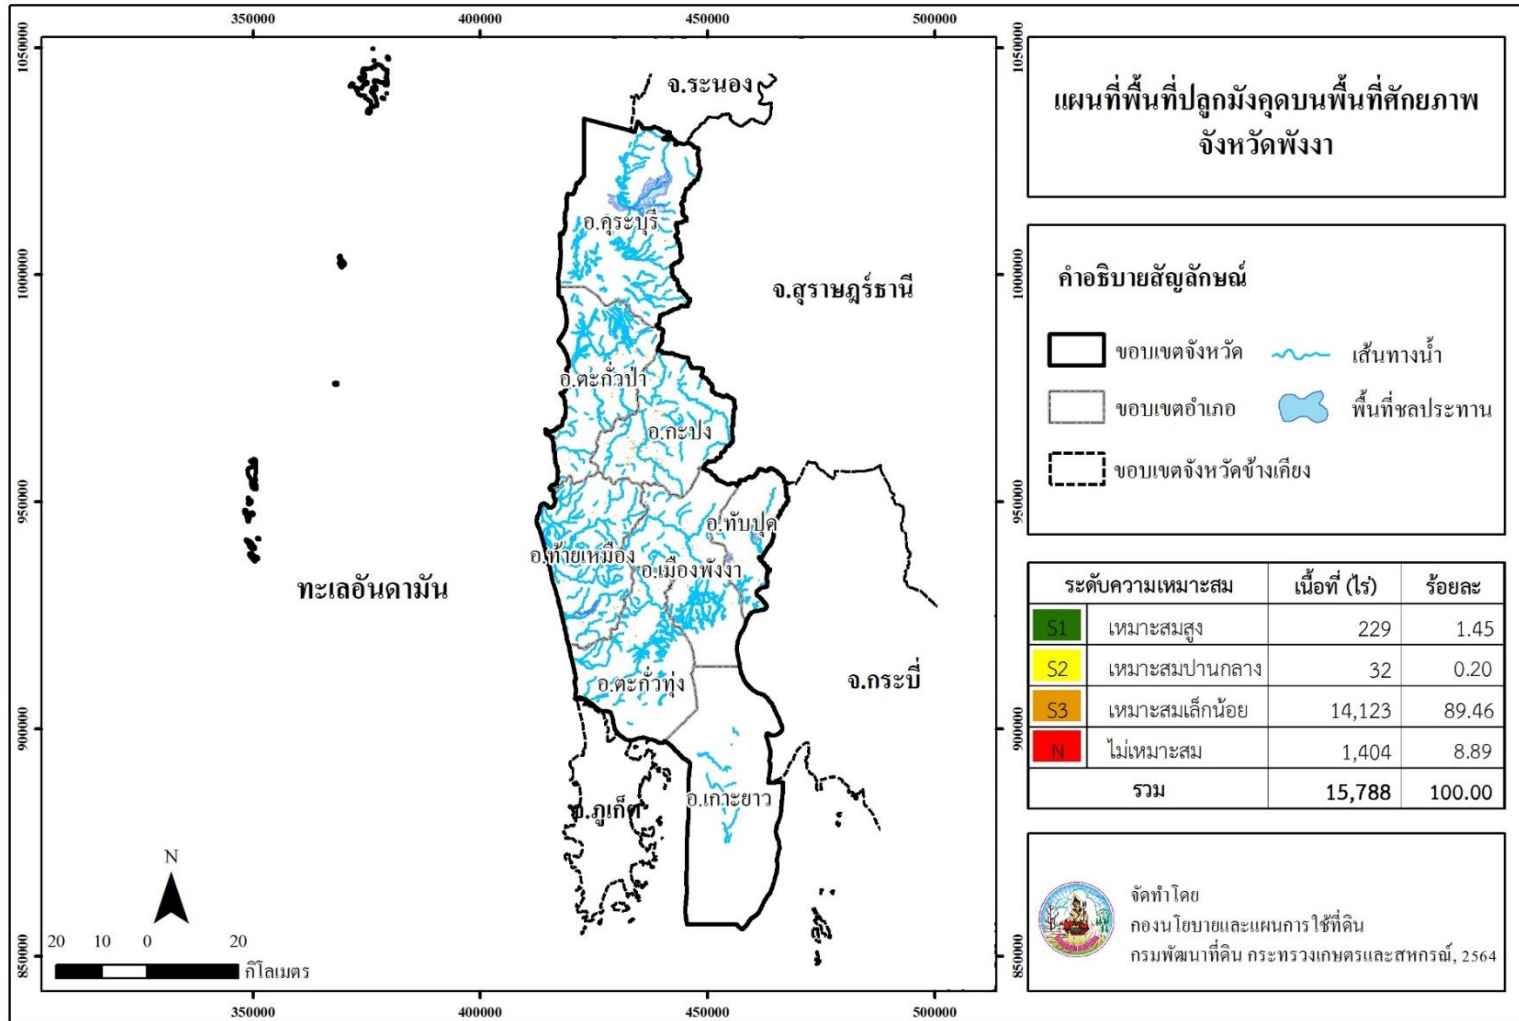 350000 400000 450000 500000
1050000
1000000
950000
900000
850000
จ.ระนอง
อ.คุระบุรี
จ.สุราษฎร์ธานี
อ.ตะกั่วป่า
อ.กะปง
อ.ทับปุด
อ.ท้ายเหมือง
อ.เมืองพังงา
ทะเลอันดามัน
อ.ตะกั่วทุ่ง
จ.กระบี่
อ.เกาะยาว
จ.ภูเก็ต
N
20 10 0 20
กิโลเมตร
1050000
1000000
950000
900000
850000
350000 400000 450000 500000
แผนที่พื้นที่ปลูกมังคุดบนพื้นที่ศักยภาพ
จังหวัดพังงา
คำอธิบายสัญลักษณ์
ขอบเขตจังหวัด เส้นทางน้ำ
ขอบเขตอำเภอ พื้นที่ชลประทาน
ขอบเขตจังหวัดข้างเคียง
ระดับความเหมาะสม เนื้อที่ (ไร่) ร้อยละ
S1 เหมาะสมสูง 229 1.45
S2 เหมาะสมปานกลาง 32 0.20
S3 เหมาะสมเล็กน้อย 14,123 89.46
N ไม่เหมาะสม 1,404 8.89
รวม 15,788 100.00
จัดทำโดย
กองนโยบายและแผนการใช้ที่ดิน
กรมพัฒนาที่ดิน กระทรวงเกษตรและสหกรณ์, 2564